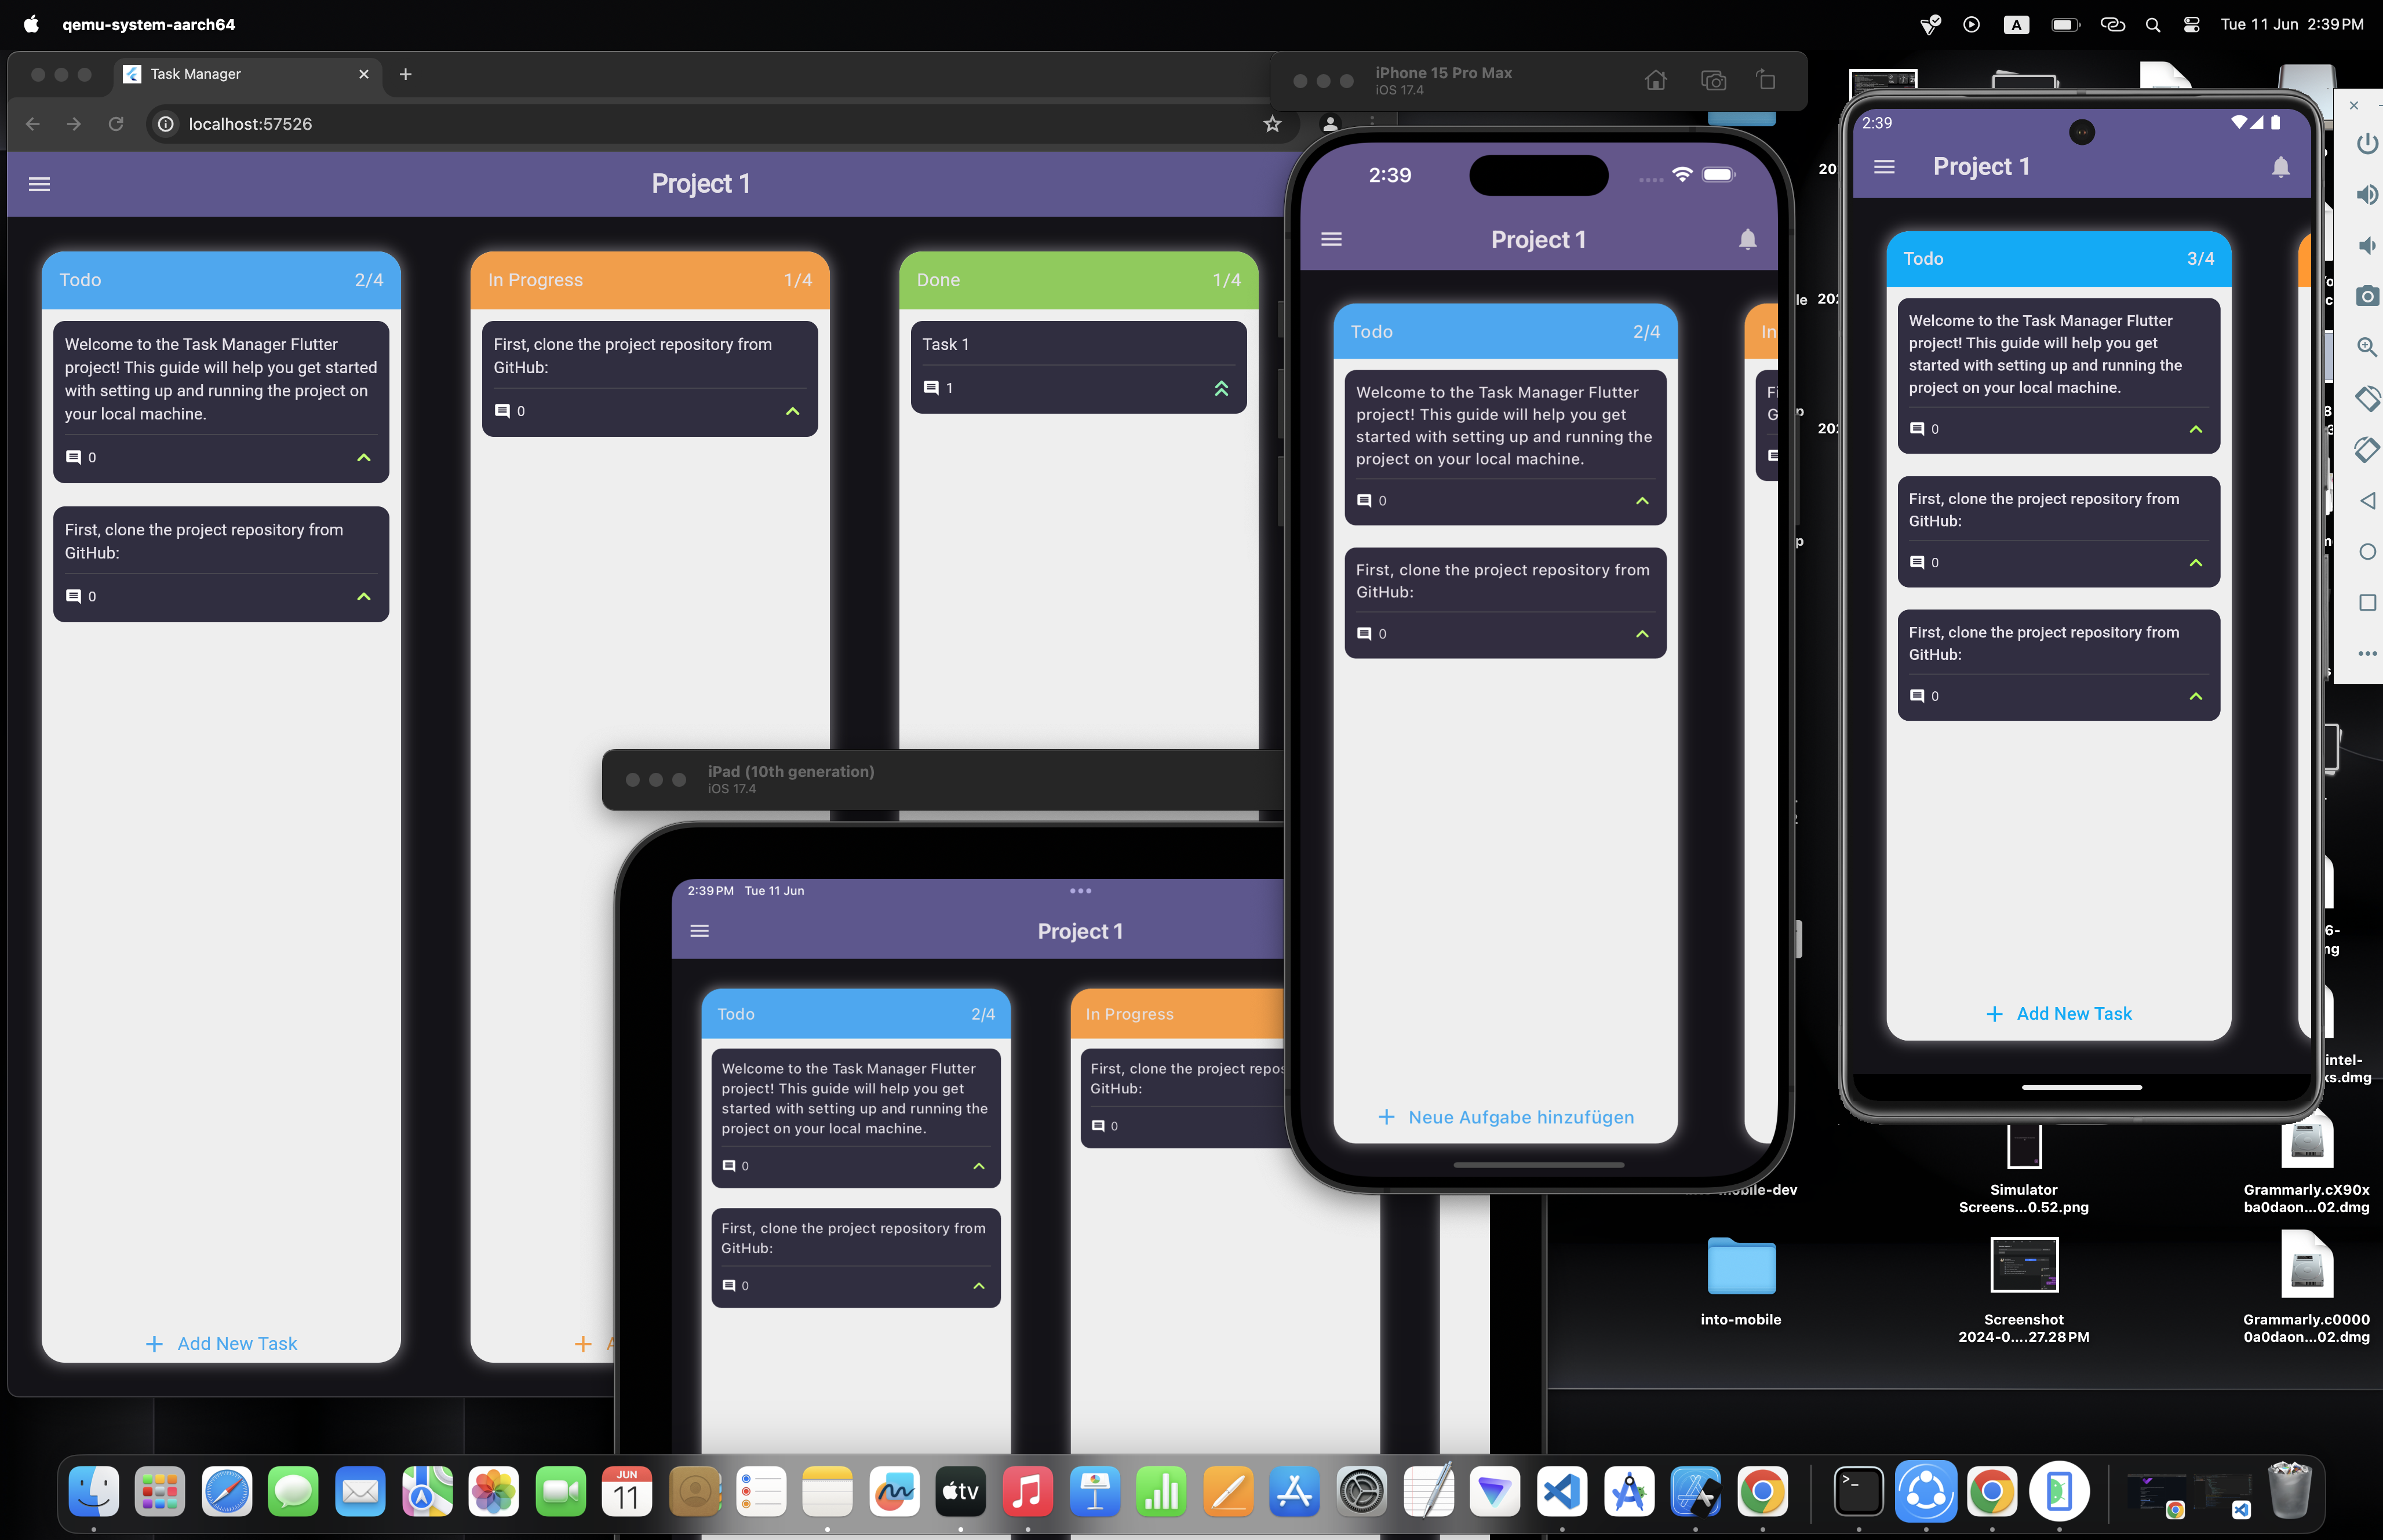 qemu-system-aarch64
A
Tue 11 Jun 2:39 PM
Task Manager
localhost:57526
Project 1
Todo 2/4
Welcome to the Task Manager Flutter
project! This guide will help you get started
with setting up and running the project on
your local machine.
0
First, clone the project repository from
GitHub:
0
Add New Task
In Progress 1/4
First, clone the project repository from
GitHub:
0
Done 1/4
Task 1
1
iPad (10th generation)
iOS 17.4
2:39 PM Tue 11 Jun
Project 1
Todo 2/4
Welcome to the Task Manager Flutter
project! This guide will help you get
started with setting up and running the
project on your local machine.
0
First, clone the project repository from
GitHub:
0
In Progress
First, clone the project repos
GitHub:
0
iPhone 15 Pro Max
iOS 17.4
2:39
Project 1
Todo 2/4
Welcome to the Task Manager Flutter
project! This guide will help you get
started with setting up and running the
project on your local machine.
0
First, clone the project repository from
GitHub:
0
Neue Aufgabe hinzufügen
In
2:39
Project 1
Todo 3/4
Welcome to the Task Manager Flutter
project! This guide will help you get
started with setting up and running the
project on your local machine.
0
First, clone the project repository from
GitHub:
0
First, clone the project repository from
GitHub:
0
Add New Task
intel-
ks.dmg
Simulator
Screens...0.52.png
Grammarly.cX90x
ba0daon...02.dmg
into-mobile
Screenshot
2024-0....27.28 PM
Grammarly.c0000
0a0daon...02.dmg
JUN
11
tv